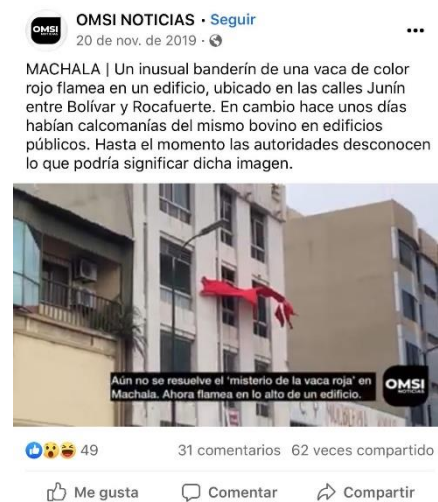 OMSI NOTICIAS · Seguir
20 de nov. de 2019 ·
MACHALA | Un inusual banderín de una vaca de color
rojo flamea en un edificio, ubicado en las calles Junín
entre Bolívar y Rocafuerte. En cambio hace unos días
habían calcomanías del mismo bovino en edificios
públicos. Hasta el momento las autoridades desconocen
lo que podría significar dicha imagen.
Aún no se resuelve el 'misterio de la vaca roja' en
Machala. Ahora flamea en lo alto de un edificio.
OMSI
49
31 comentarios 62 veces compartido
Me gusta Comentar Compartir